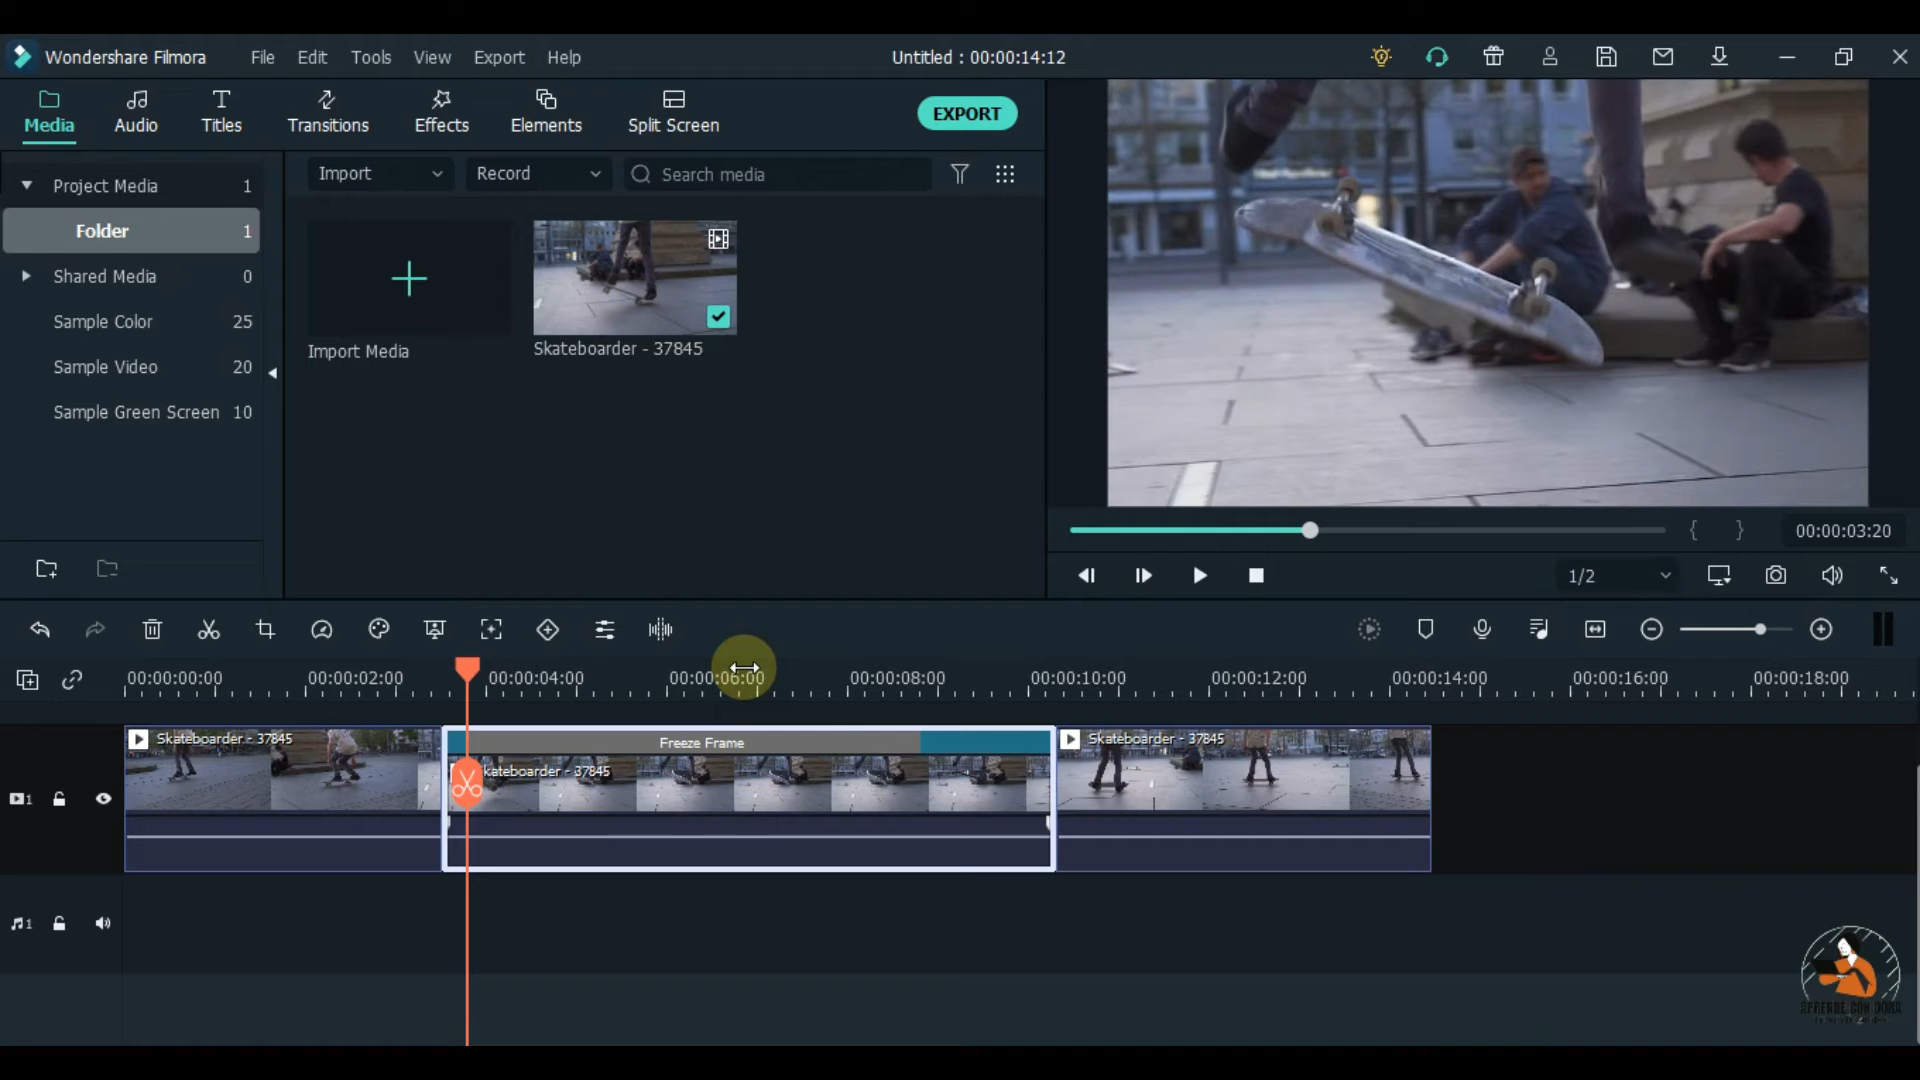 Wondershare Filmora File Edit Tools View Export Help Untitled : 00:00:14:12
Media Audio Titles Transitions Effects Elements Split Screen EXPORT
Project Media 1
Folder 1
Shared Media 0
Sample Color 25
Sample Video 20
Sample Green Screen 10
Import Record Search media
Import Media
Skateboarder - 37845
{ } 00:00:03:20
1/2
00:00:00:00 00:00:02:00 00:00:04:00 00:00:06:00 00:00:08:00 00:00:10:00 00:00:12:00 00:00:14:00 00:00:16:00 00:00:18:00
Skateboarder - 37845
Freeze Frame
kateboarder - 37845
Skateboarder - 37845
1
1
APRENDE CON DORA